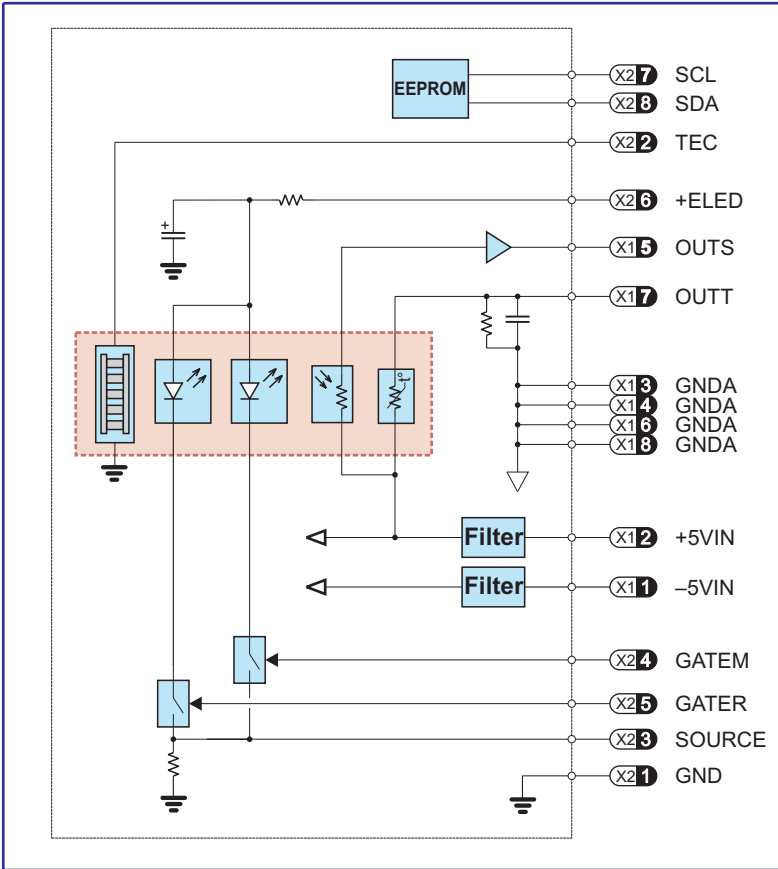 EEPROM
X2 7 SCL
X2 8 SDA
X2 2 TEC
+
X2 6 +ELED
X1 5 OUTS
X1 7 OUTT
t°
X1 3 GNDA
X1 4 GNDA
X1 6 GNDA
X1 8 GNDA
Filter
X1 2 +5VIN
Filter
X1 1 –5VIN
X2 4 GATEM
X2 5 GATER
X2 3 SOURCE
X2 1 GND